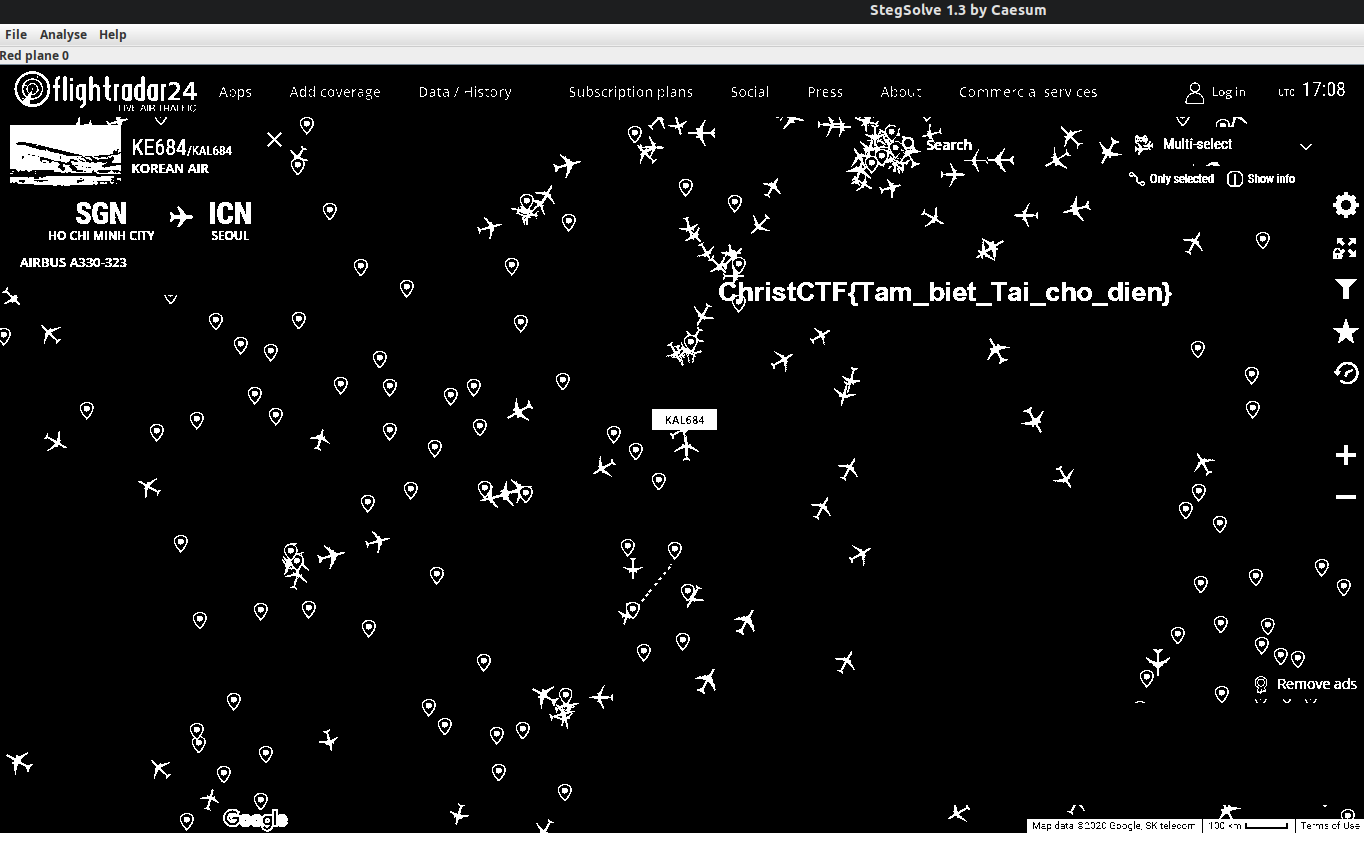 StegSolve 1.3 by Caesum
File Analyse Help
Red plane 0
flightradar24
LIVE AIR TRAFFIC
Apps Add coverage Data / History Subscription plans Social Press About Commercial services Log in UTC 17:08
KE684/KAL684
KOREAN AIR
Search
Multi-select
Only selected Show info
SGN ICN
HO CHI MINH CITY SEOUL
AIRBUS A330-323
ChristCTF{Tam_biet_Tai_cho_dien}
KAL684
Remove ads
Google
Map data ©2020 Google, SK telecom 100 km Terms of Use